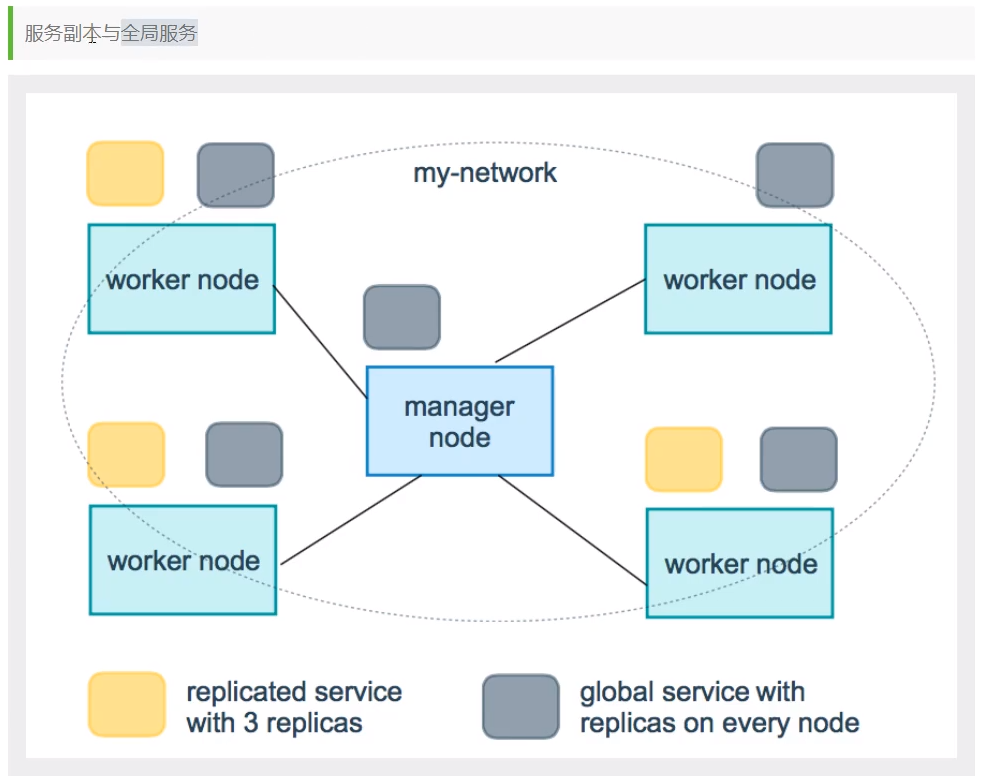 服务副本与全局服务
my-network
worker node
worker node
manager
node
worker node
worker node
replicated service
with 3 replicas
global service with
replicas on every node